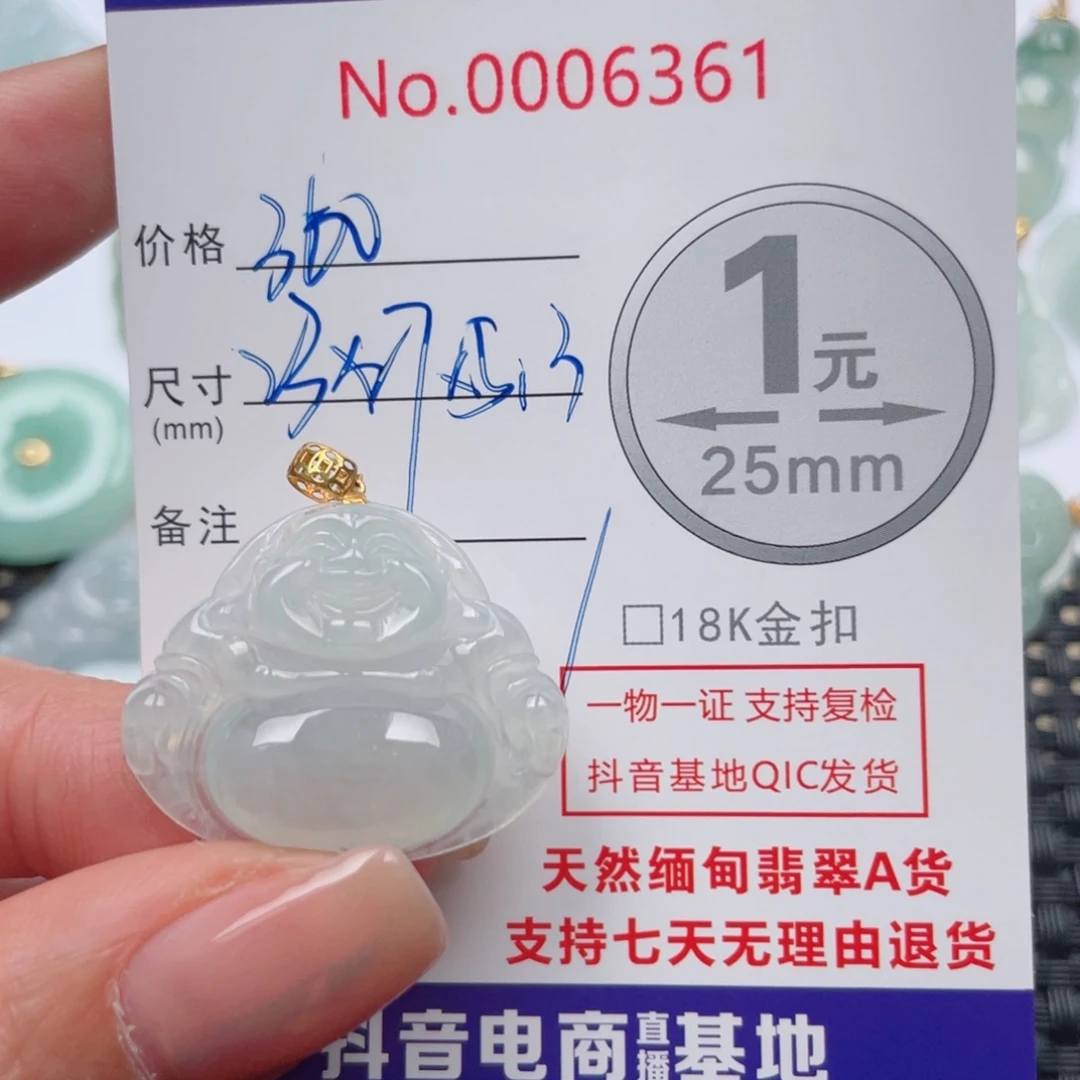 No.0006361
价格
尺寸
(mm)
备注
1元
25mm
□18K金扣
一物一证 支持复检
抖音基地QIC发货
天然缅甸翡翠A货
支持七天无理由退货
抖音电商直播基地